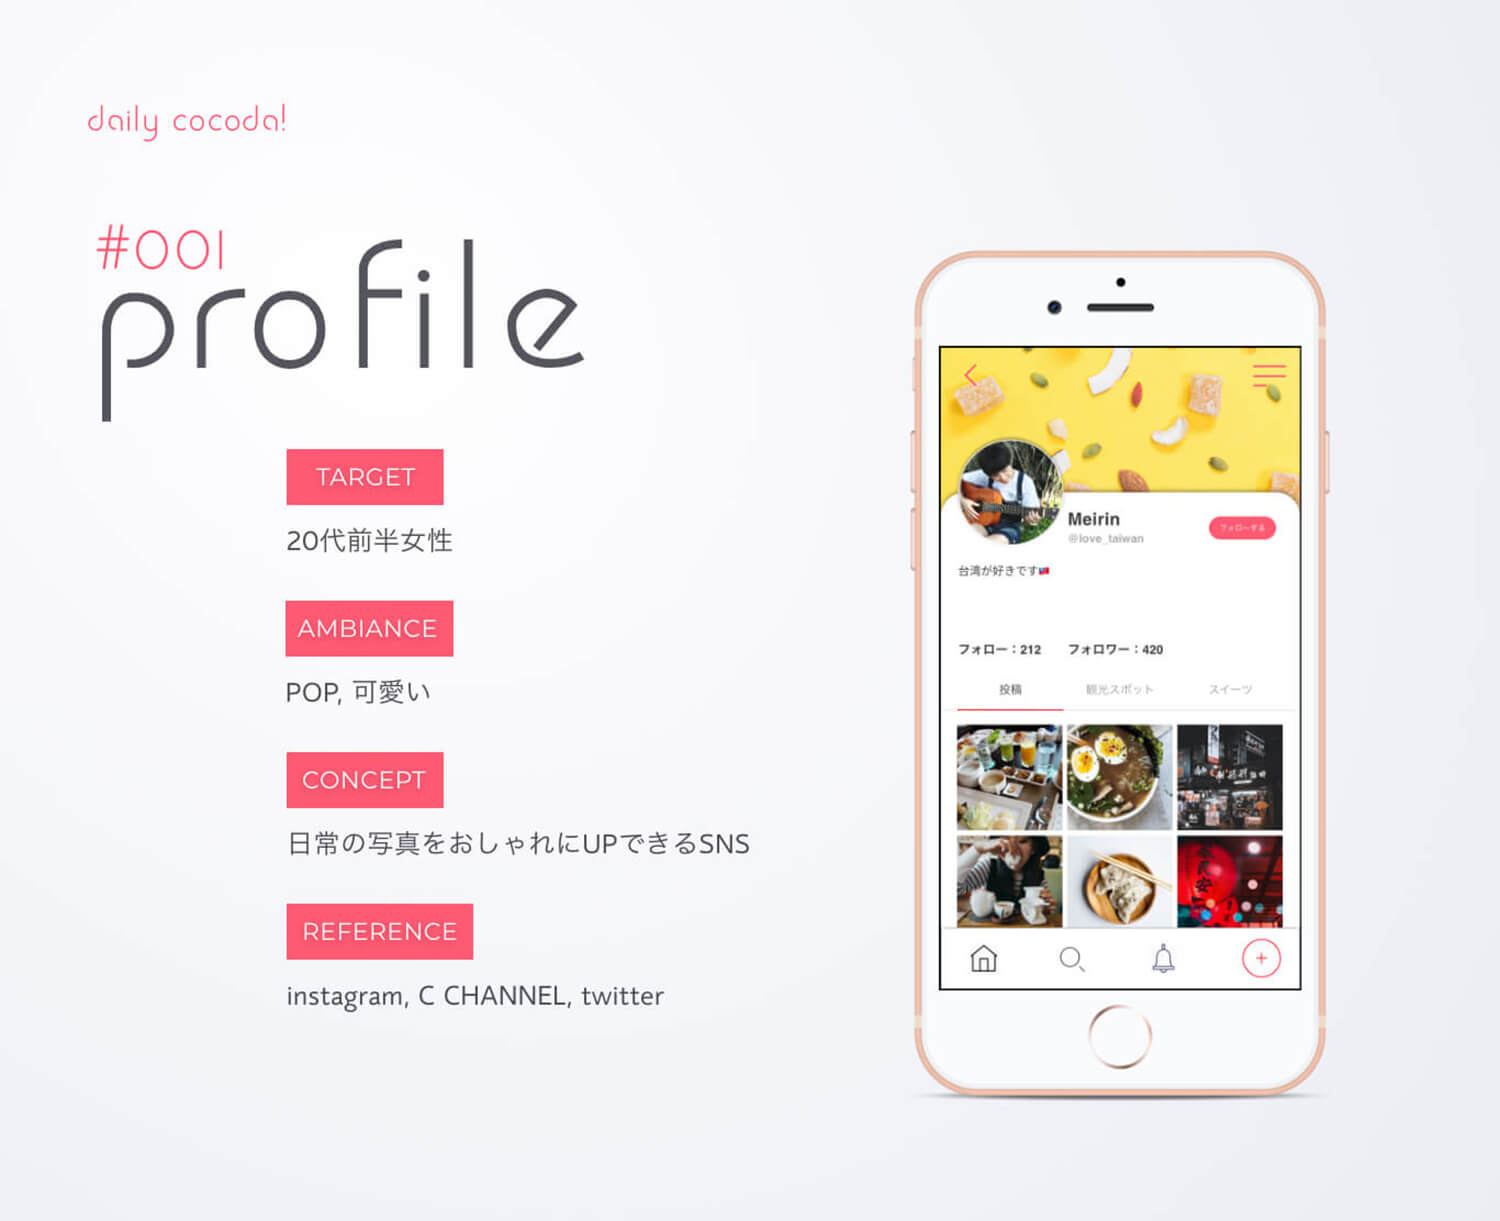 daily cocoda!
#001
profile
TARGET
20代前半女性
AMBIANCE
POP, 可愛い
CONCEPT
日常の写真をおしゃれにUPできるSNS
REFERENCE
instagram, C CHANNEL, twitter
Meirin
@love_taiwan
フォローする
台湾が好きです🇹🇼
フォロー：212 フォロワー：420
投稿 観光スポット スイーツ